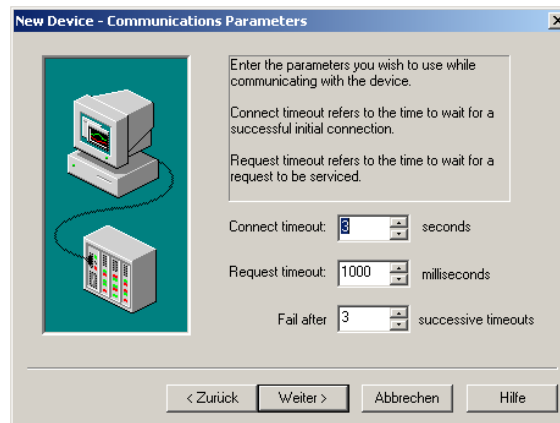 New Device - Communications Parameters
Enter the parameters you wish to use while
communicating with the device.
Connect timeout refers to the time to wait for a
successful initial connection.
Request timeout refers to the time to wait for a
request to be serviced.
Connect timeout: 3 seconds
Request timeout: 1000 milliseconds
Fail after 3 successive timeouts
< Zurück Weiter > Abbrechen Hilfe